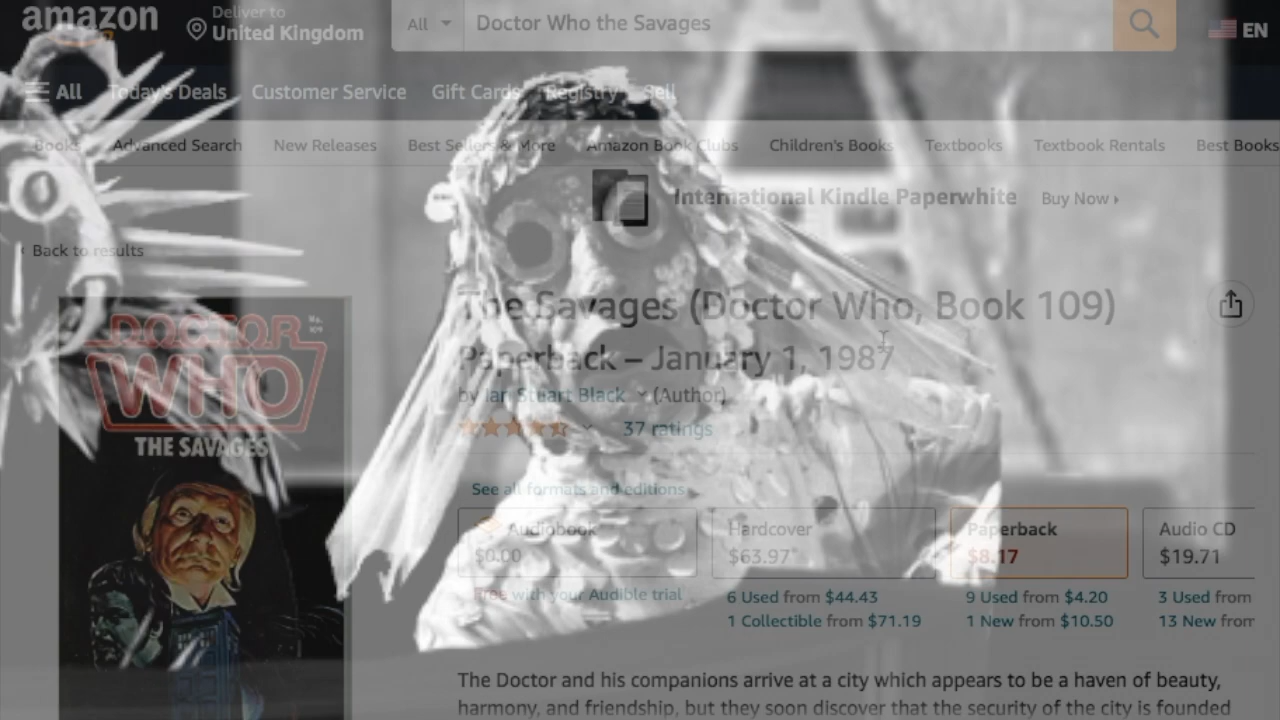 amazon
Deliver to
United Kingdom
All
Doctor Who the Savages
EN
All
Today's Deals
Customer Service
Gift Cards
Registry
Sell
Books
Advanced Search
New Releases
Best Sellers & More
Amazon Book Clubs
Children's Books
Textbooks
Textbook Rentals
Best Books
International Kindle Paperwhite
Buy Now ›
‹ Back to results
The Savages (Doctor Who, Book 109)
Paperback – January 1, 1987
by Ian Stuart Black (Author)
37 ratings
See all formats and editions
Audiobook
$0.00
Free with your Audible trial
Hardcover
$63.97
6 Used from $44.43
1 Collectible from $71.19
Paperback
$8.17
9 Used from $4.20
1 New from $10.50
Audio CD
$19.71
3 Used from
13 New from
No.
109
DOCTOR
WHO
THE SAVAGES
The Doctor and his companions arrive at a city which appears to be a haven of beauty,
harmony, and friendship, but they soon discover that the security of the city is founded